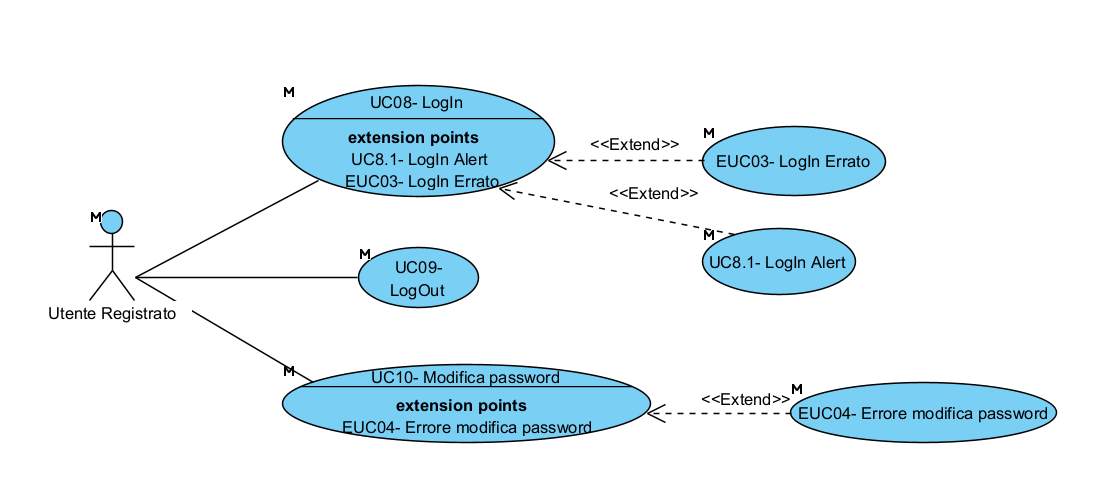 M
UC08- LogIn
extension points
UC8.1- LogIn Alert
EUC03- LogIn Errato
<<Extend>>
M
EUC03- LogIn Errato
<<Extend>>
M
UC8.1- LogIn Alert
M
Utente Registrato
M
UC09-
LogOut
M
UC10- Modifica password
extension points
EUC04- Errore modifica password
<<Extend>>
M
EUC04- Errore modifica password